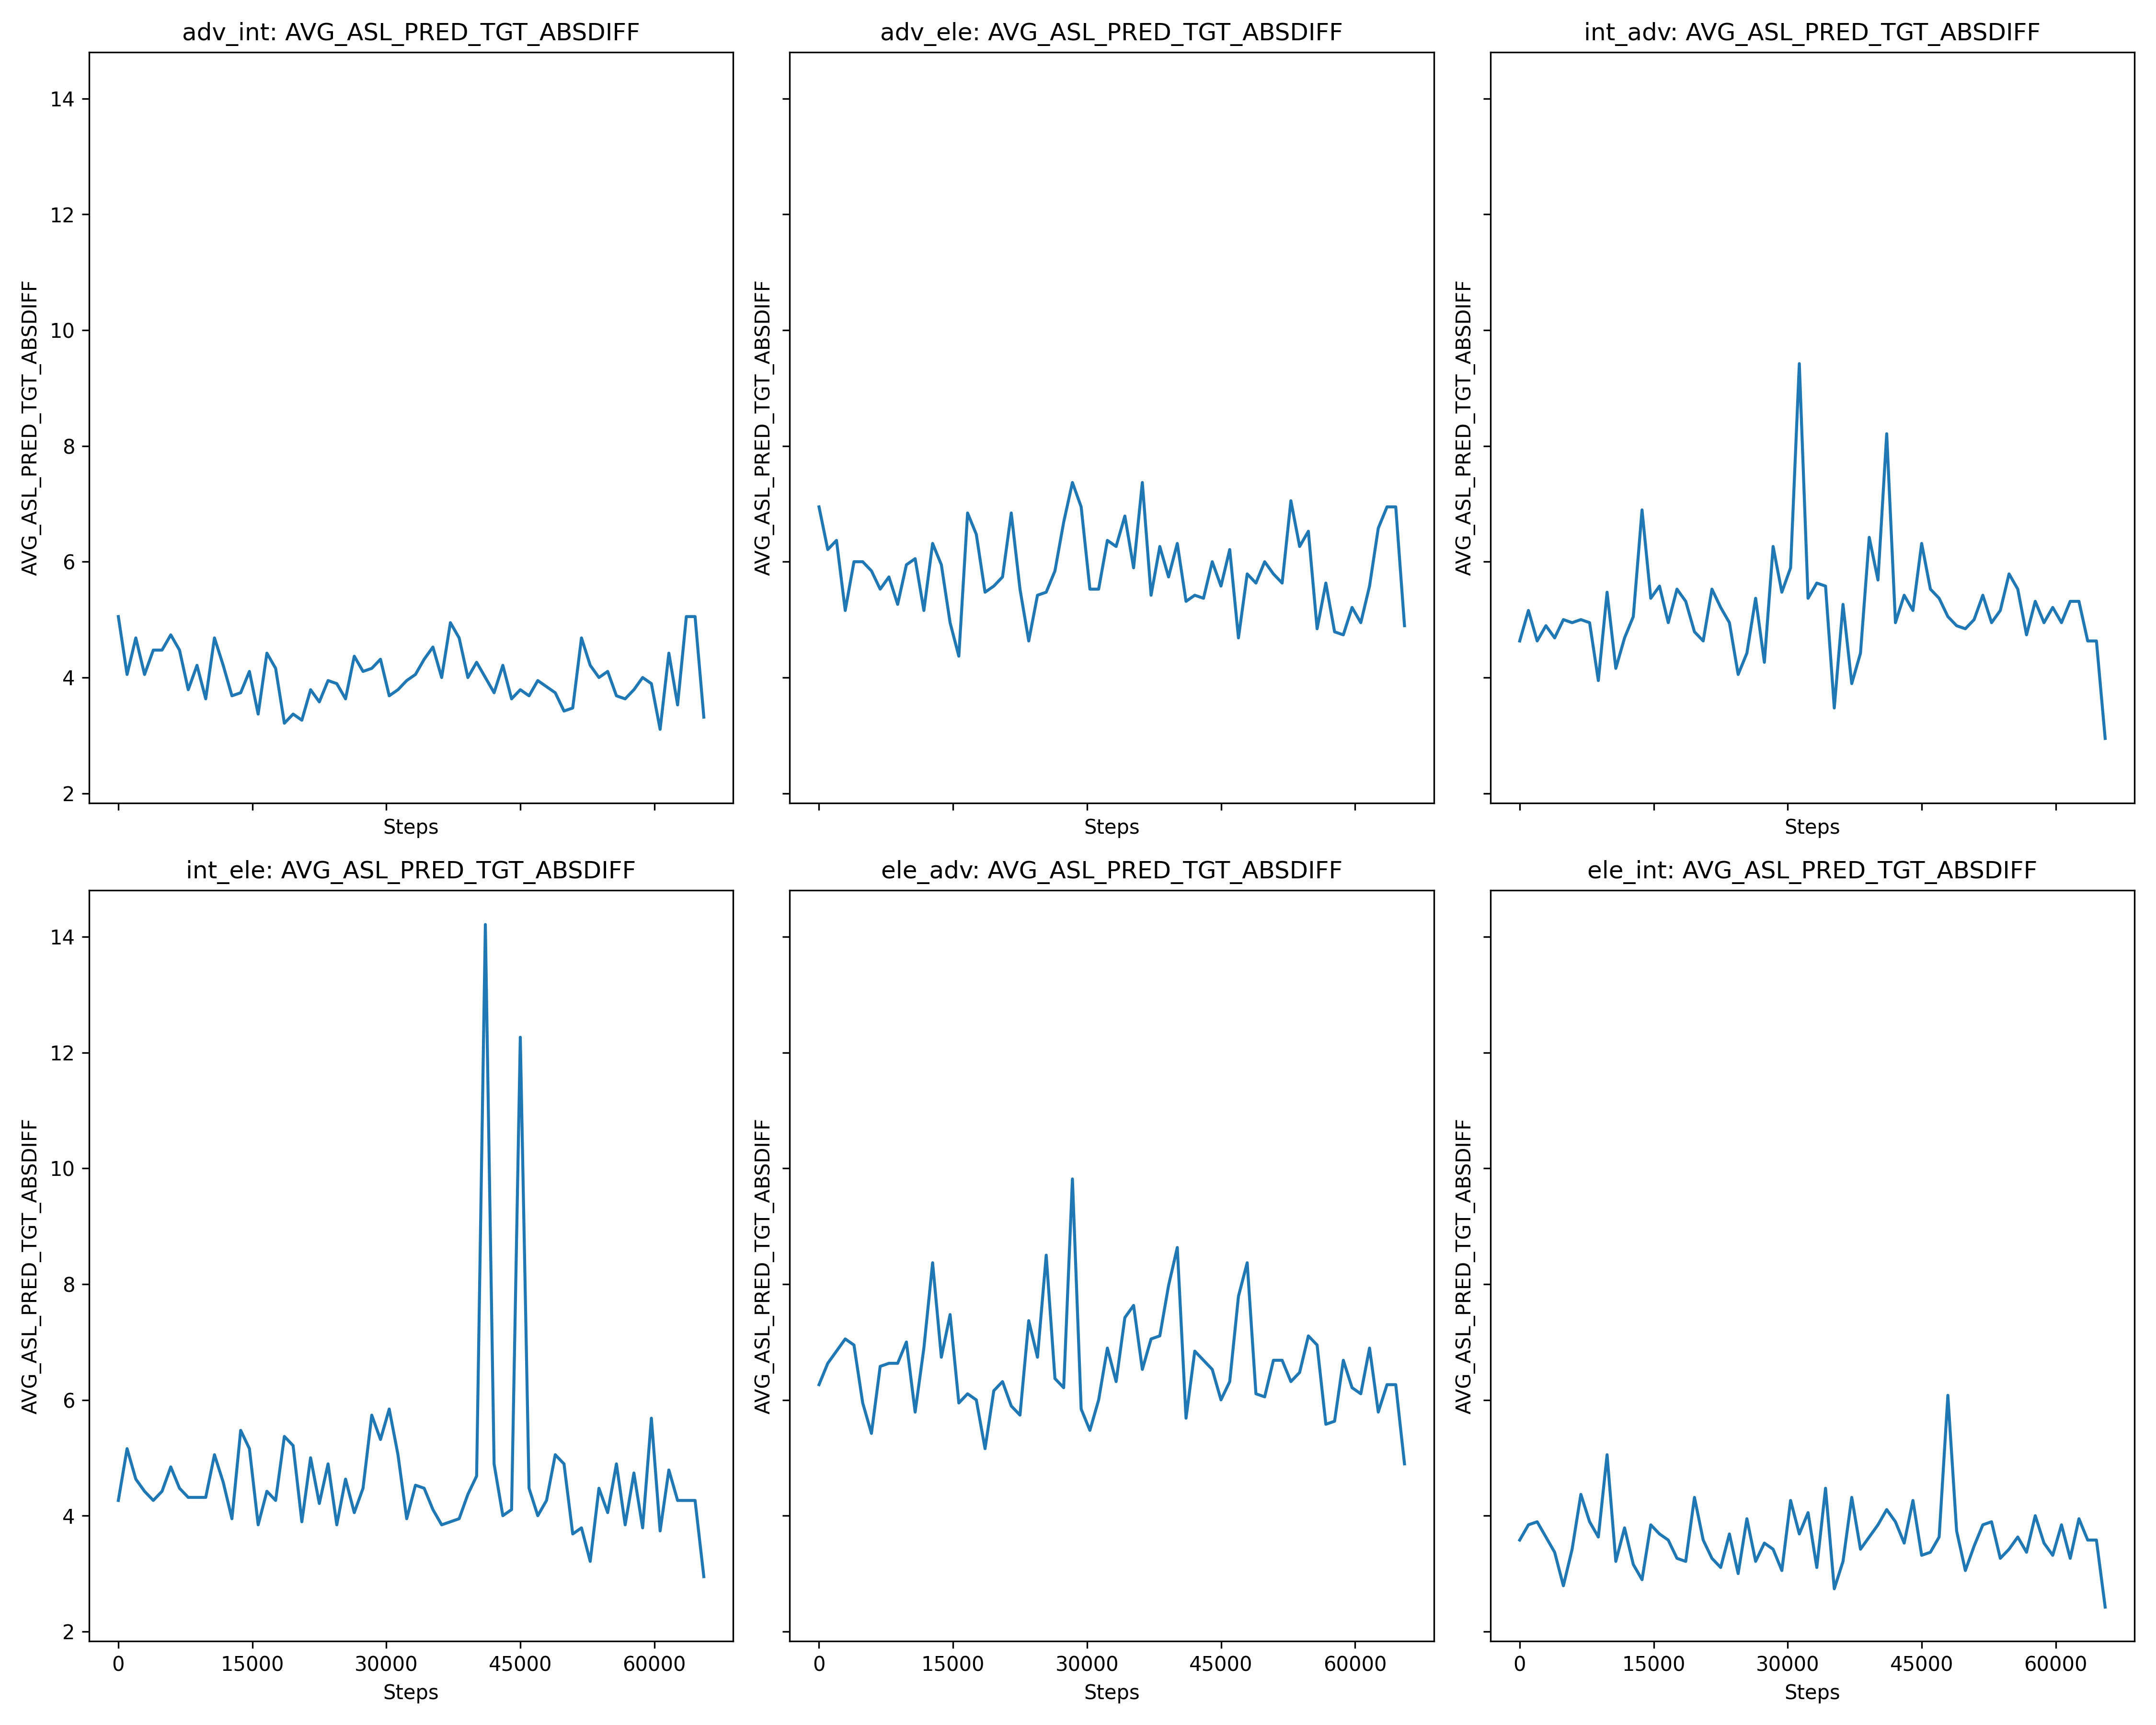 adv_int: AVG_ASL_PRED_TGT_ABSDIFF
adv_ele: AVG_ASL_PRED_TGT_ABSDIFF
int_adv: AVG_ASL_PRED_TGT_ABSDIFF
AVG_ASL_PRED_TGT_ABSDIFF
14
12
10
8
6
4
2
Steps
AVG_ASL_PRED_TGT_ABSDIFF
Steps
AVG_ASL_PRED_TGT_ABSDIFF
Steps
int_ele: AVG_ASL_PRED_TGT_ABSDIFF
ele_adv: AVG_ASL_PRED_TGT_ABSDIFF
ele_int: AVG_ASL_PRED_TGT_ABSDIFF
AVG_ASL_PRED_TGT_ABSDIFF
14
12
10
8
6
4
2
0 15000 30000 45000 60000
Steps
AVG_ASL_PRED_TGT_ABSDIFF
0 15000 30000 45000 60000
Steps
AVG_ASL_PRED_TGT_ABSDIFF
0 15000 30000 45000 60000
Steps